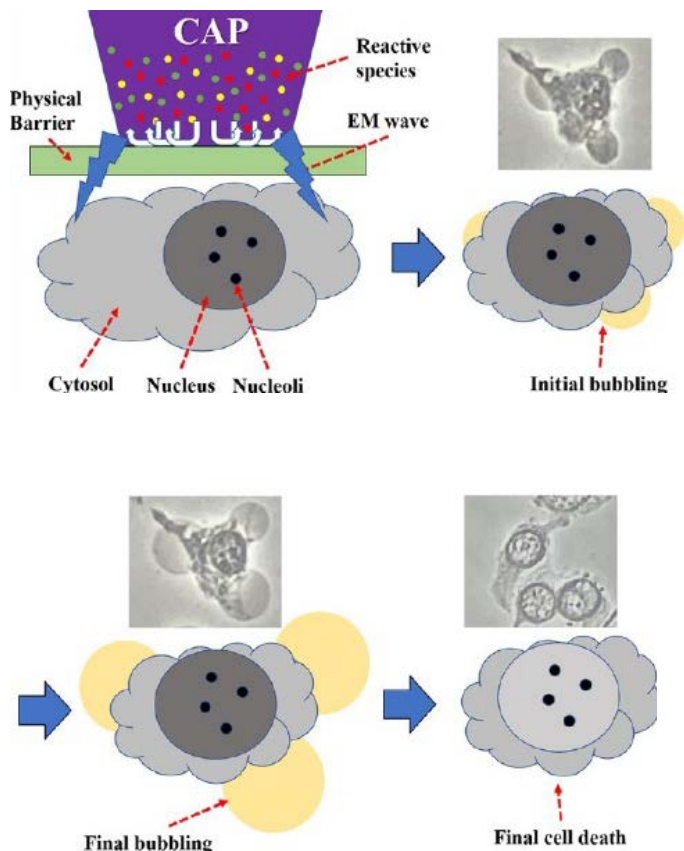 CAP
Reactive
species
Physical
Barrier
EM wave
Cytosol
Nucleus
Nucleoli
Initial bubbling
Final bubbling
Final cell death